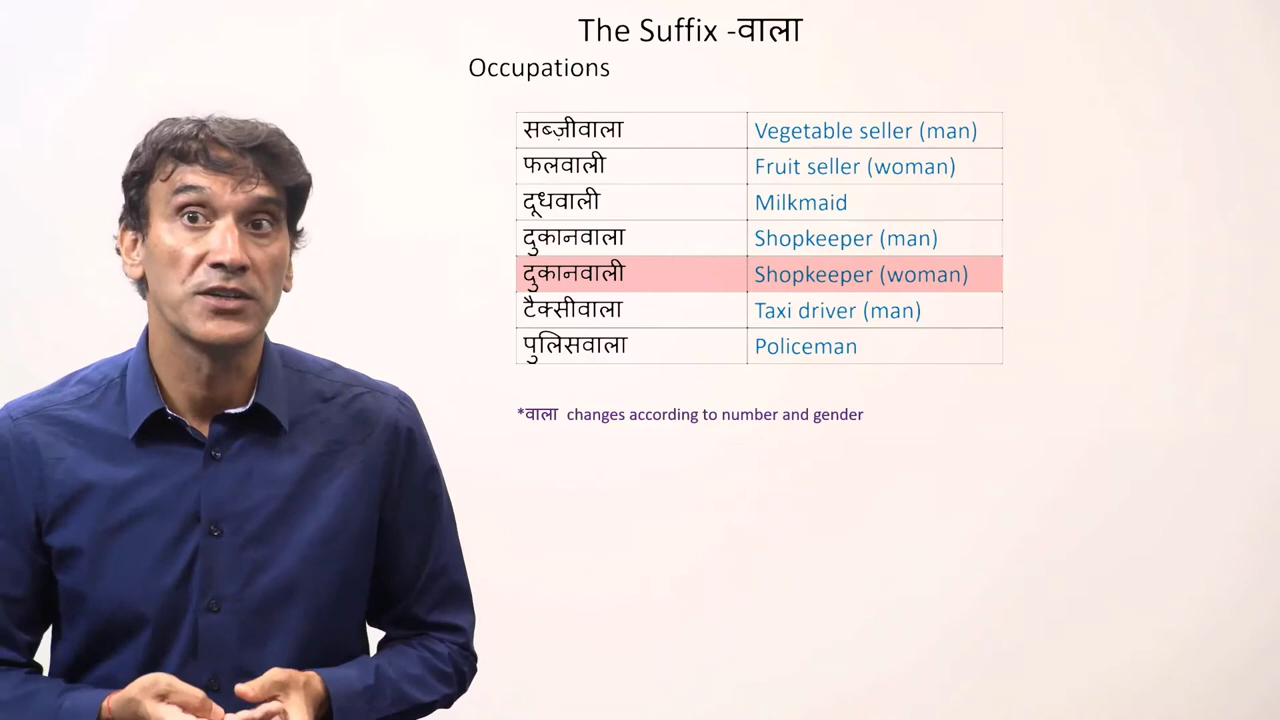 The Suffix -वाला
Occupations
सब्ज़ीवाला Vegetable seller (man)
फलवाली Fruit seller (woman)
दूधवाली Milkmaid
दुकानवाला Shopkeeper (man)
दुकानवाली Shopkeeper (woman)
टैक्सीवाला Taxi driver (man)
पुलिसवाला Policeman
*वाला changes according to number and gender